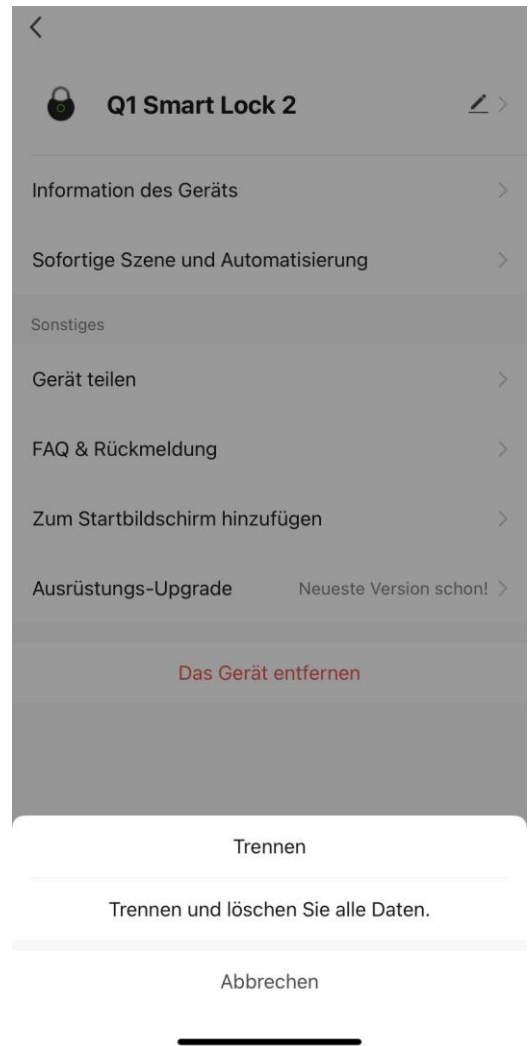 Q1 Smart Lock 2
Information des Geräts
Sofortige Szene und Automatisierung
Sonstiges
Gerät teilen
FAQ & Rückmeldung
Zum Startbildschirm hinzufügen
Ausrüstungs-Upgrade Neueste Version schon!
Das Gerät entfernen
Trennen
Trennen und löschen Sie alle Daten.
Abbrechen